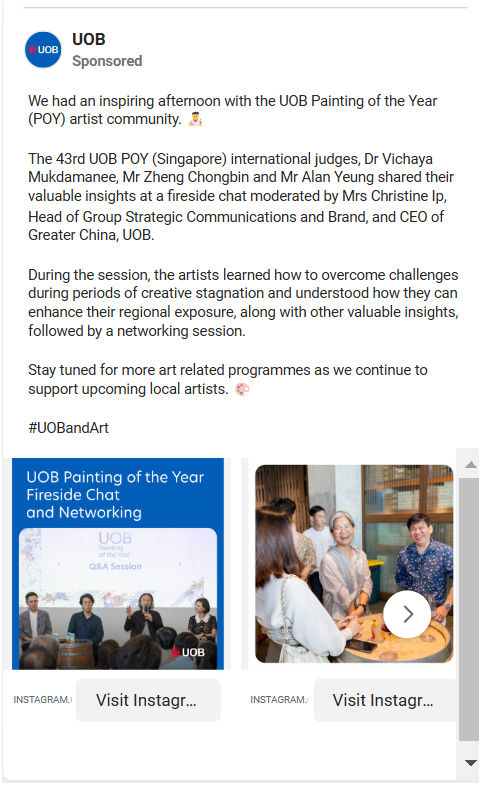 UOB
UOB
Sponsored
We had an inspiring afternoon with the UOB Painting of the Year
(POY) artist community.
The 43rd UOB POY (Singapore) international judges, Dr Vichaya
Mukdamanee, Mr Zheng Chongbin and Mr Alan Yeung shared their
valuable insights at a fireside chat moderated by Mrs Christine Ip,
Head of Group Strategic Communications and Brand, and CEO of
Greater China, UOB.
During the session, the artists learned how to overcome challenges
during periods of creative stagnation and understood how they can
enhance their regional exposure, along with other valuable insights,
followed by a networking session.
Stay tuned for more art related programmes as we continue to
support upcoming local artists.
#UOBandArt
UOB Painting of the Year
Fireside Chat
and Networking
UOB
Painting
of the Year
Q&A Session
UOB
INSTAGRAM.
Visit Instagr...
INSTAGRAM.
Visit Instagr...